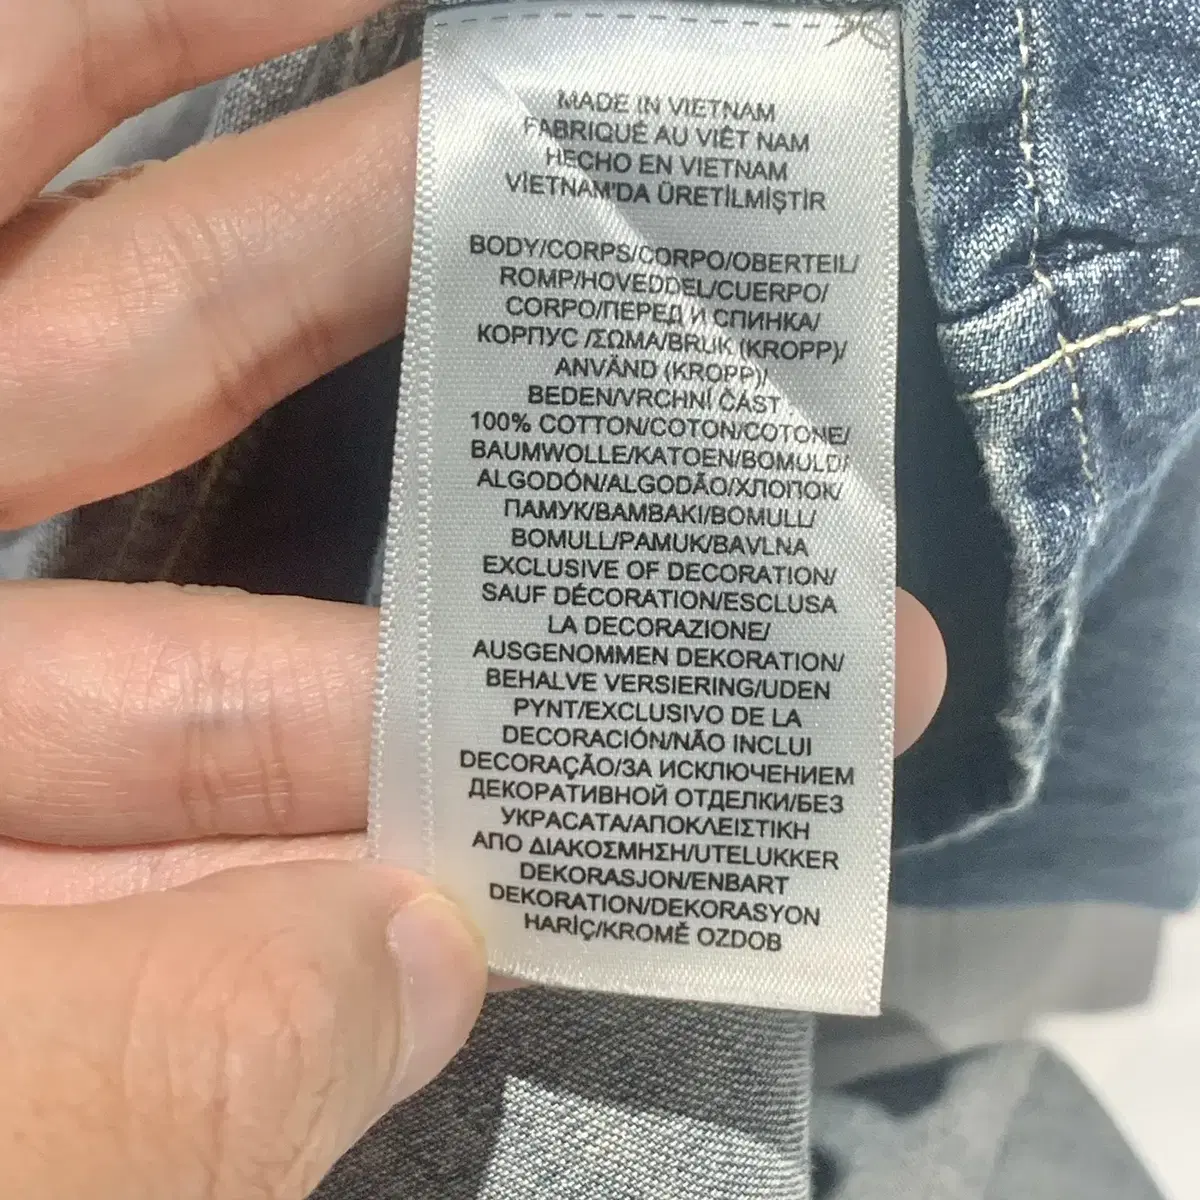 MADE IN VIETNAM
FABRIQUÉ AU VIÊT NAM
HECHO EN VIETNAM
VİETNAM'DA ÜRETİLMİŞTİR
BODY/CORPS/CORPO/OBERTEIL/
ROMP/HOVEDDEL/CUERPO/
CORPO/ПЕРЕД И СПИНКА/
КОРПУС /ΣΩΜΑ/BRUK (KROPP)/
ANVÄND (KROPP)/
BEDEN/VRCHNÍ ČÁST
100% COTTON/COTON/COTONE/
BAUMWOLLE/KATOEN/BOMULD/
ALGODÓN/ALGODÃO/ХЛОПОК/
ПАМУК/ΒΑΜΒΑΚΙ/BOMULL/
BOMULL/PAMUK/BAVLNA
EXCLUSIVE OF DECORATION/
SAUF DÉCORATION/ESCLUSA
LA DECORAZIONE/
AUSGENOMMEN DEKORATION/
BEHALVE VERSIERING/UDEN
PYNT/EXCLUSIVO DE LA
DECORACIÓN/NÃO INCLUI
DECORAÇÃO/ЗА ИСКЛЮЧЕНИЕМ
ДЕКОРАТИВНОЙ ОТДЕЛКИ/БЕЗ
УКРАСАТА/ΑΠΟΚΛΕΙΣΤΙΚΗ
ΑΠΟ ΔΙΑΚΟΣΜΗΣΗ/UTELUKKER
DEKORASJON/ENBART
DEKORATION/DEKORASYON
HARİÇ/KROMĚ OZDOB